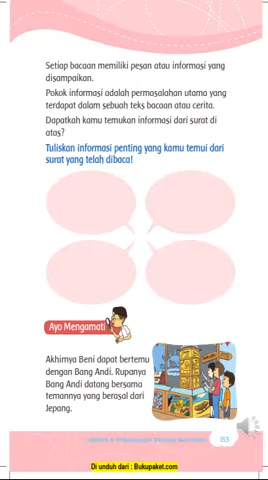 Setiap bacaan memiliki pesan atau informasi yang
disampaikan.
Pokok informasi adalah permasalahan utama yang
terdapat dalam sebuah teks bacaan atau cerita.
Dapatkah kamu temukan informasi dari surat di
atas?
Tuliskan informasi penting yang kamu temui dari
surat yang telah dibaca!
Ayo Mengamati
Akhirnya Beni dapat bertemu
dengan Bang Andi. Rupanya
Bang Andi datang bersama
temannya yang berasal dari
Jepang.
153
Di unduh dari : Bukupaket.com